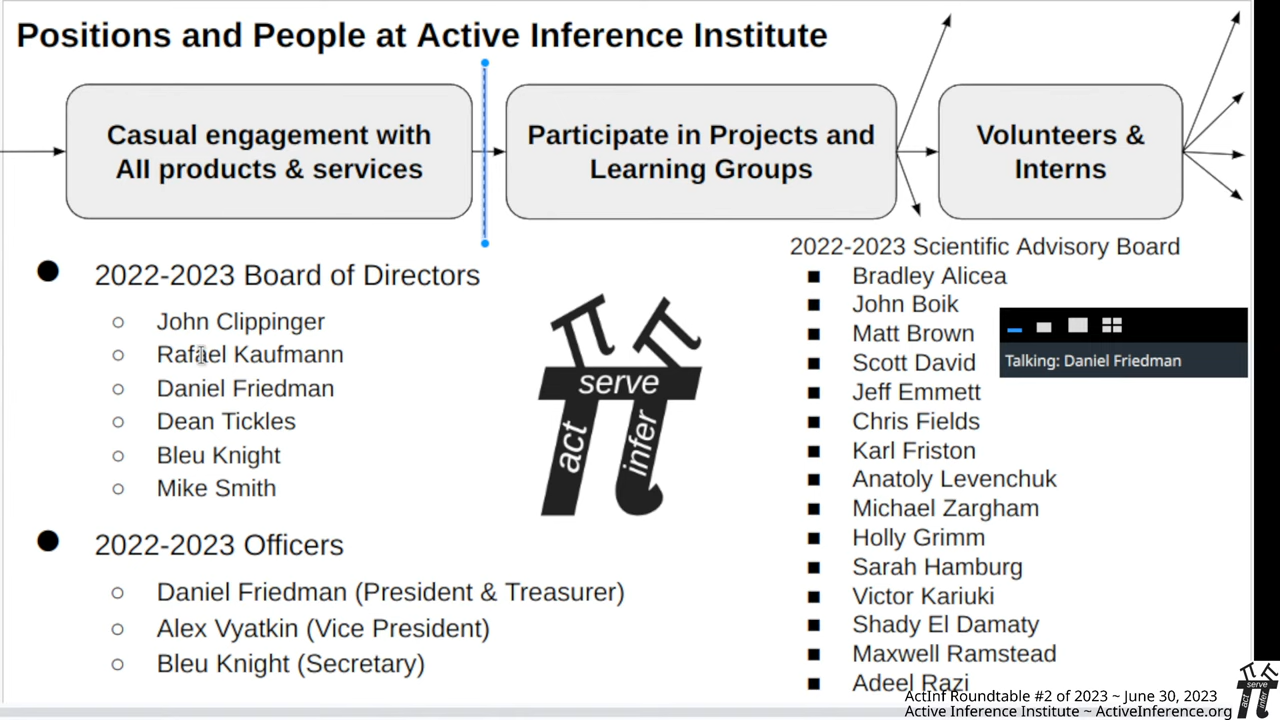 Positions and People at Active Inference Institute
Casual engagement with
AII products & services
Participate in Projects and
Learning Groups
Volunteers &
Interns
2022-2023 Board of Directors
John Clippinger
Rafael Kaufmann
Daniel Friedman
Dean Tickles
Bleu Knight
Mike Smith
2022-2023 Officers
Daniel Friedman (President & Treasurer)
Alex Vyatkin (Vice President)
Bleu Knight (Secretary)
serve
act
infer
2022-2023 Scientific Advisory Board
Bradley Alicea
John Boik
Matt Brown
Scott David
Jeff Emmett
Chris Fields
Karl Friston
Anatoly Levenchuk
Michael Zargham
Holly Grimm
Sarah Hamburg
Victor Kariuki
Shady El Damaty
Maxwell Ramstead
Adeel Razi
Talking: Daniel Friedman
ActInf Roundtable #2 of 2023 ~ June 30, 2023
Active Inference Institute ~ ActiveInference.org
serve
act
infer